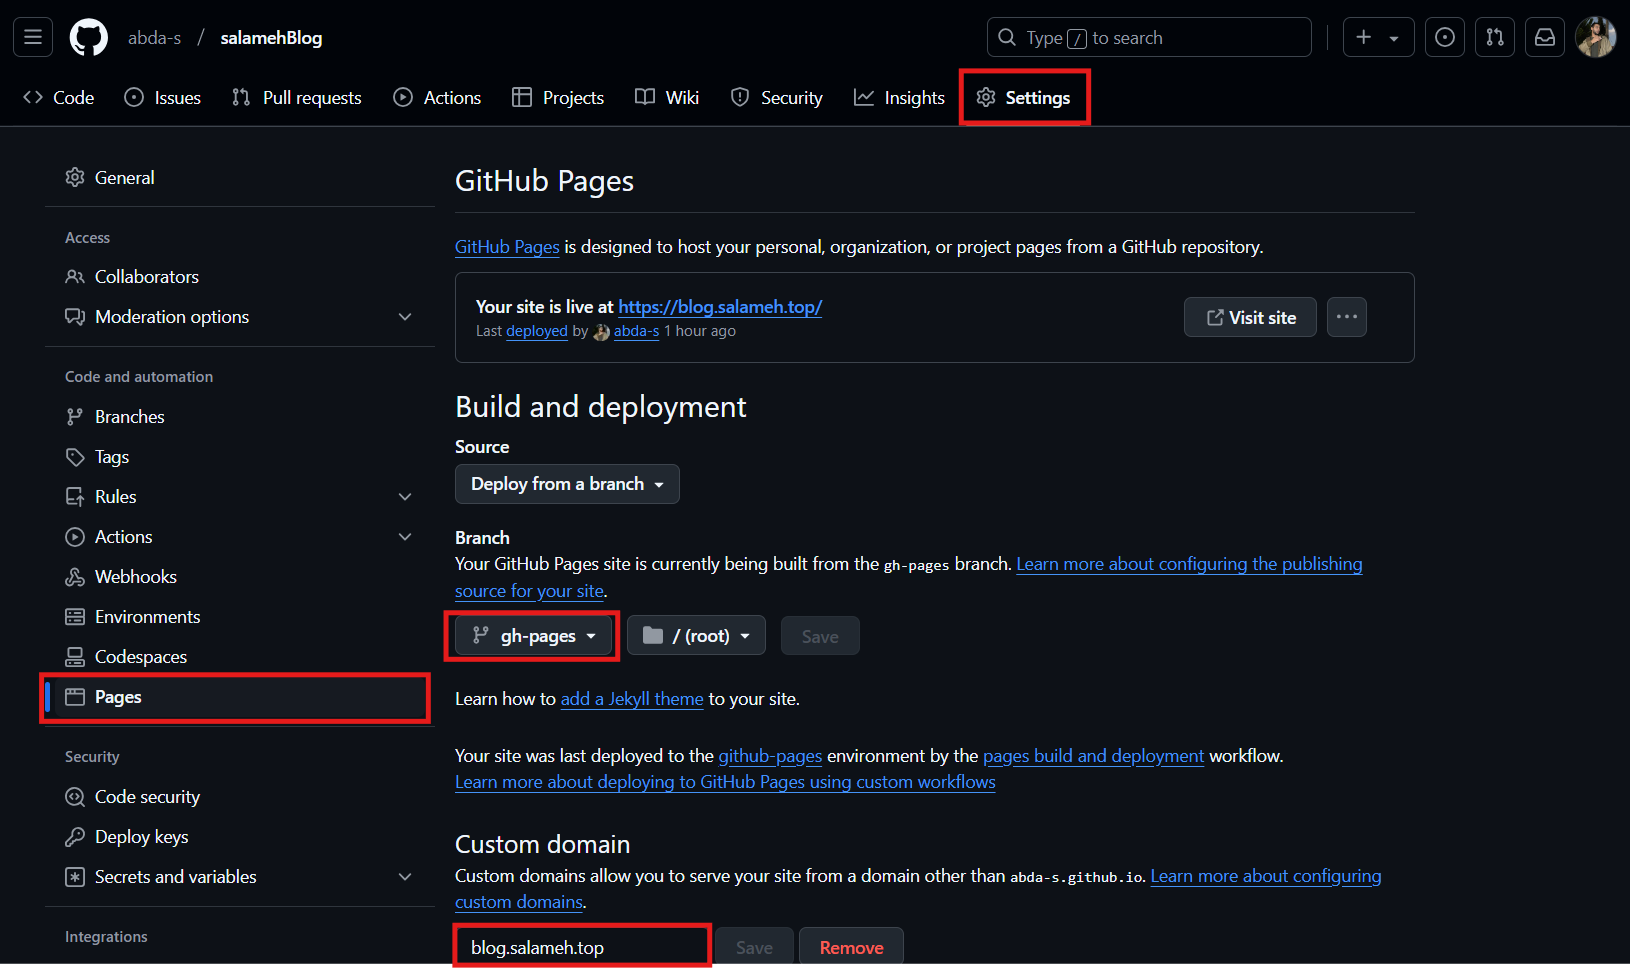 abda-s / salamehBlog
Type / to search
Code Issues Pull requests Actions Projects Wiki Security Insights Settings
General
Access
Collaborators
Moderation options
Code and automation
Branches
Tags
Rules
Actions
Webhooks
Environments
Codespaces
Pages
Security
Code security
Deploy keys
Secrets and variables
Integrations
GitHub Pages
GitHub Pages is designed to host your personal, organization, or project pages from a GitHub repository.
Your site is live at https://blog.salameh.top/
Last deployed by abda-s 1 hour ago
Visit site
Build and deployment
Source
Deploy from a branch
Branch
Your GitHub Pages site is currently being built from the gh-pages branch. Learn more about configuring the publishing
source for your site.
gh-pages / (root) Save
Learn how to add a Jekyll theme to your site.
Your site was last deployed to the github-pages environment by the pages build and deployment workflow.
Learn more about deploying to GitHub Pages using custom workflows
Custom domain
Custom domains allow you to serve your site from a domain other than abda-s.github.io. Learn more about configuring
custom domains.
blog.salameh.top Save Remove